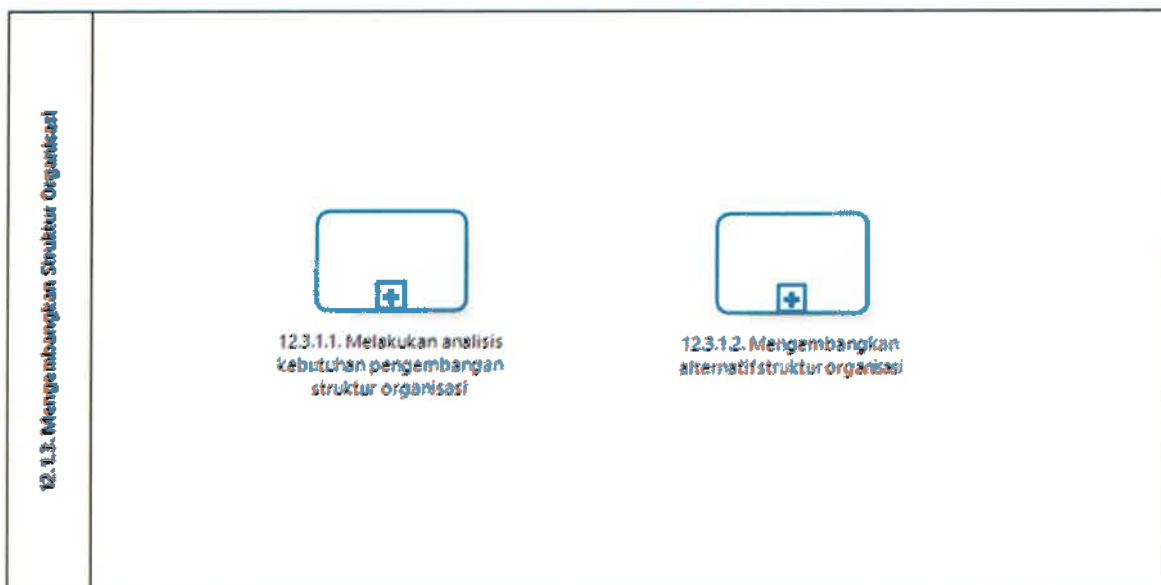 12.1.3. Mengembangkan Struktur Organisasi
12.3.1.1. Melakukan analisis
kebutuhan pengembangan
struktur organisasi
12.3.1.2. Mengembangkan
alternatif struktur organisasi